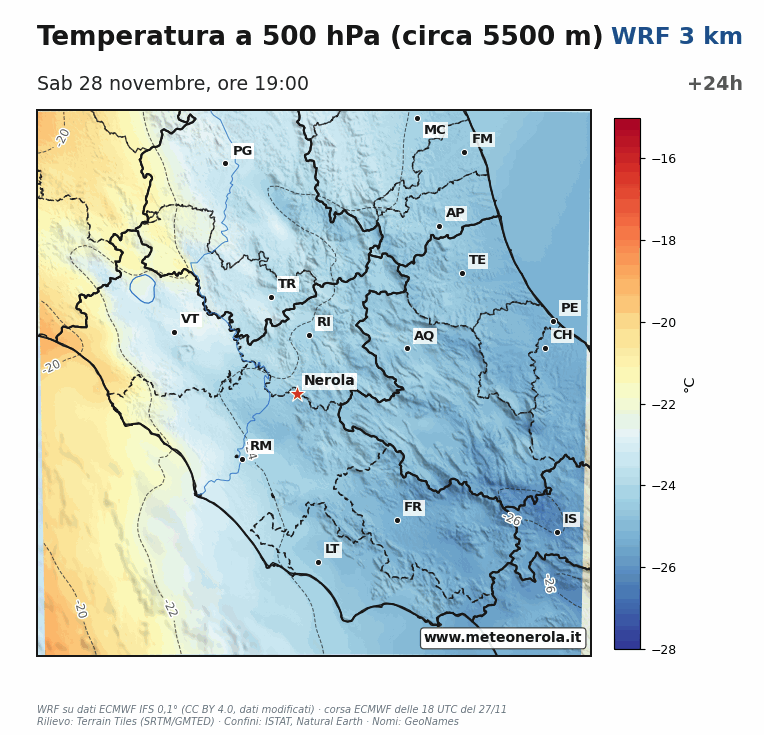 Temperatura a 500 hPa (circa 5500 m) WRF 3 km
Sab 28 novembre, ore 19:00
+24h
-20
MC
FM
PG
AP
TE
TR
PE
VT
RI
CH
AQ
-20
Nerola
RM
FR
-26
IS
LT
-26
-20
-22
www.meteonerola.it
−16
−18
−20
−22
−24
−26
−28
°C
WRF su dati ECMWF IFS 0,1° (CC BY 4.0, dati modificati) · corsa ECMWF delle 18 UTC del 27/11
Rilievo: Terrain Tiles (SRTM/GMTED) · Confini: ISTAT, Natural Earth · Nomi: GeoNames